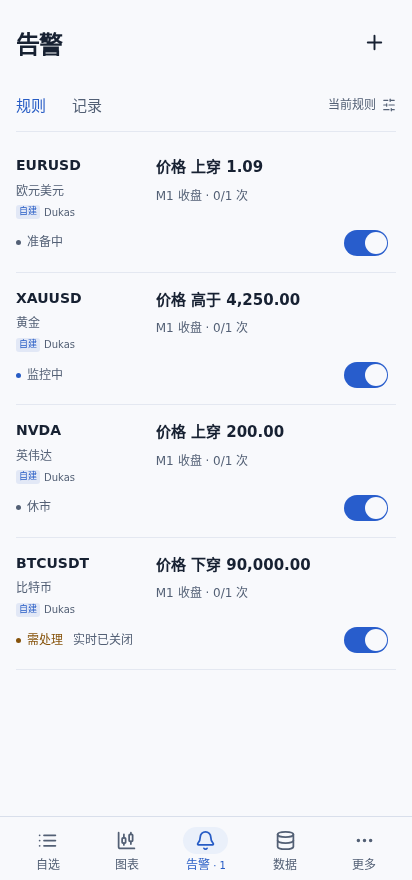 告警
规则 记录 当前规则
EURUSD 价格 上穿 1.09
欧元美元 M1 收盘 · 0/1 次
自建 Dukas
准备中
XAUUSD 价格 高于 4,250.00
黄金 M1 收盘 · 0/1 次
自建 Dukas
监控中
NVDA 价格 上穿 200.00
英伟达 M1 收盘 · 0/1 次
自建 Dukas
休市
BTCUSDT 价格 下穿 90,000.00
比特币 M1 收盘 · 0/1 次
自建 Dukas
需处理 实时已关闭
自选 图表 告警 · 1 数据 更多